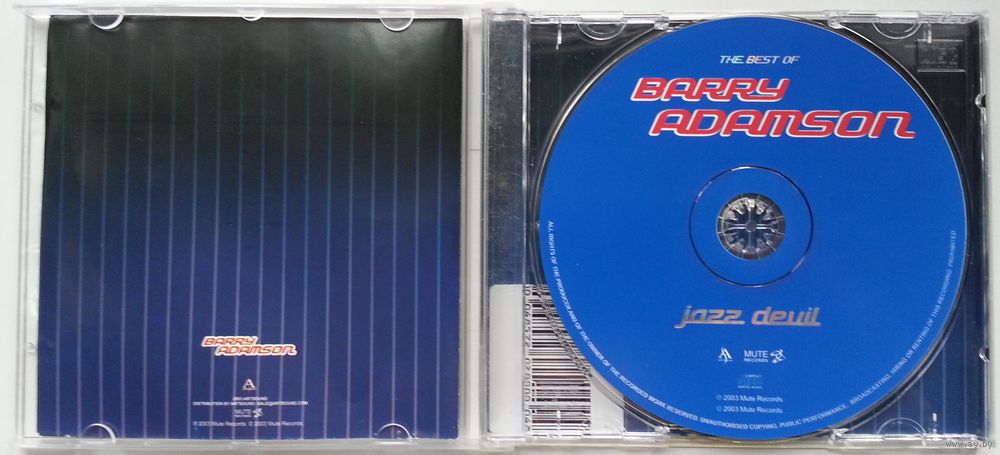 BARRY
ADAMSON
MUTE
℗ 2003 Mute Records © 2003 Mute Records
THE BEST OF
BARRY
ADAMSON
jazz devil
MUTE
RECORDS
COMPACT
℗ 2003 Mute Records
© 2003 Mute Records
ALL RIGHTS OF THE PRODUCER AND OF THE OWNER OF THE RECORDED WORK RESERVED. UNAUTHORISED COPYING, PUBLIC PERFORMANCE, BROADCASTING, HIRING OR RENTING OF THIS RECORDING PROHIBITED.
www.ay.by